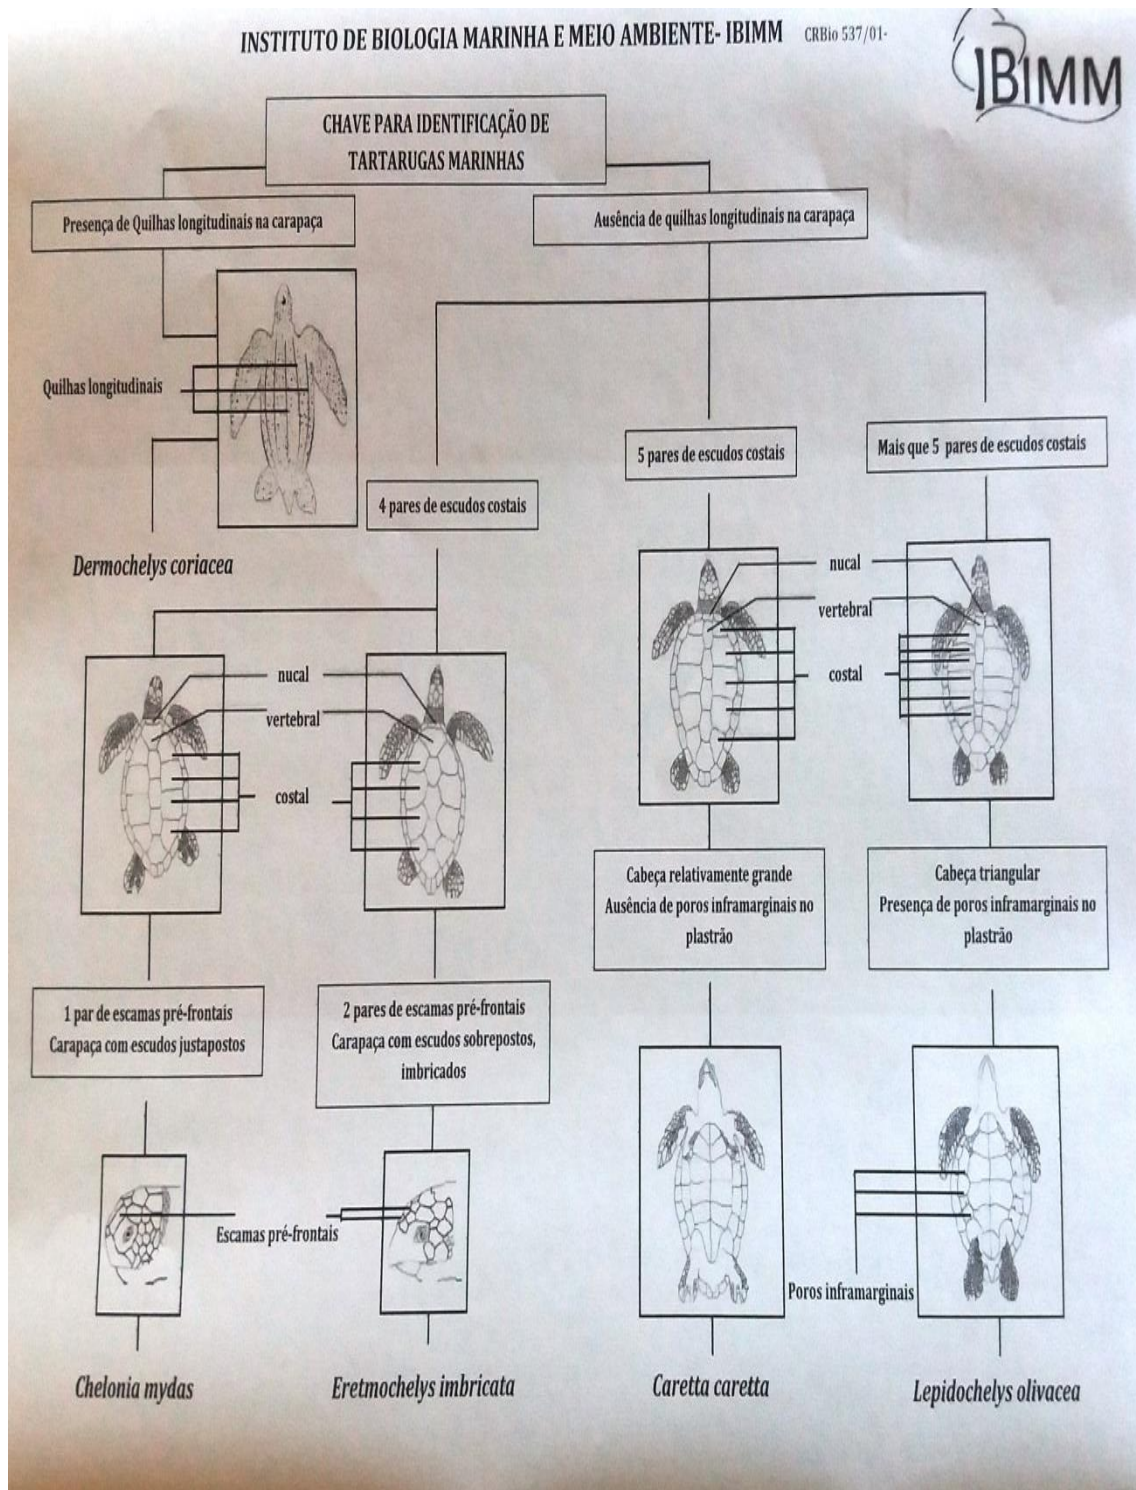 INSTITUTO DE BIOLOGIA MARINHA E MEIO AMBIENTE- IBIMM CRBio 537/01-
IBIMM
CHAVE PARA IDENTIFICAÇÃO DE
TARTARUGAS MARINHAS
Presença de Quilhas longitudinais na carapaça
Ausência de quilhas longitudinais na carapaça
Quilhas longitudinais
Dermochelys coriacea
4 pares de escudos costais
5 pares de escudos costais
Mais que 5 pares de escudos costais
nucal
vertebral
costal
nucal
vertebral
costal
1 par de escamas pré-frontais
Carapaça com escudos justapostos
2 pares de escamas pré-frontais
Carapaça com escudos sobrepostos,
imbricados
Cabeça relativamente grande
Ausência de poros inframarginais no
plastrão
Cabeça triangular
Presença de poros inframarginais no
plastrão
Escamas pré-frontais
Poros inframarginais
Chelonia mydas
Eretmochelys imbricata
Caretta caretta
Lepidochelys olivacea